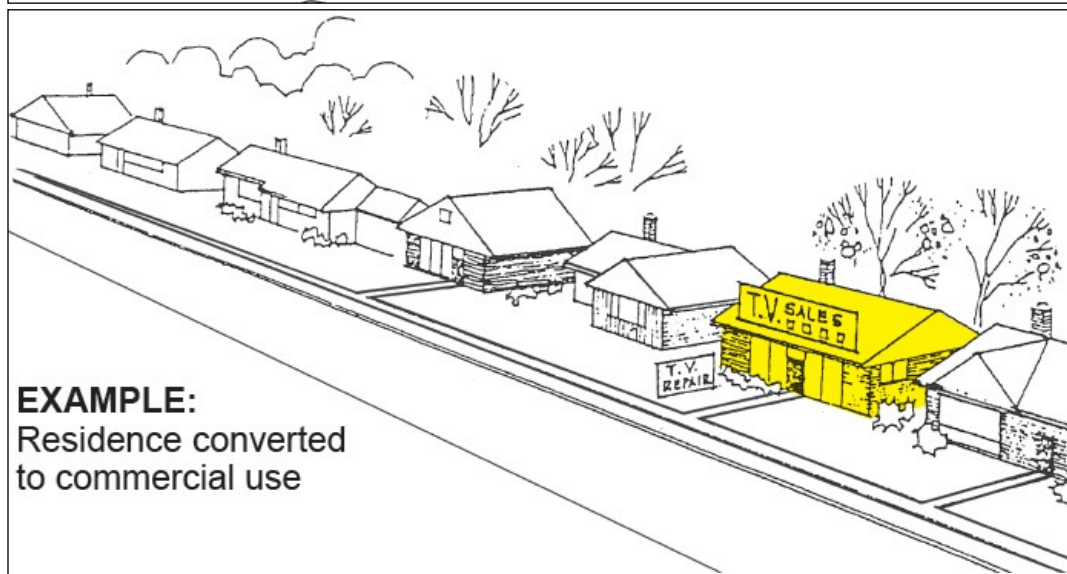 T.V. SALES
T.V.
REPAIR
EXAMPLE:
Residence converted
to commercial use